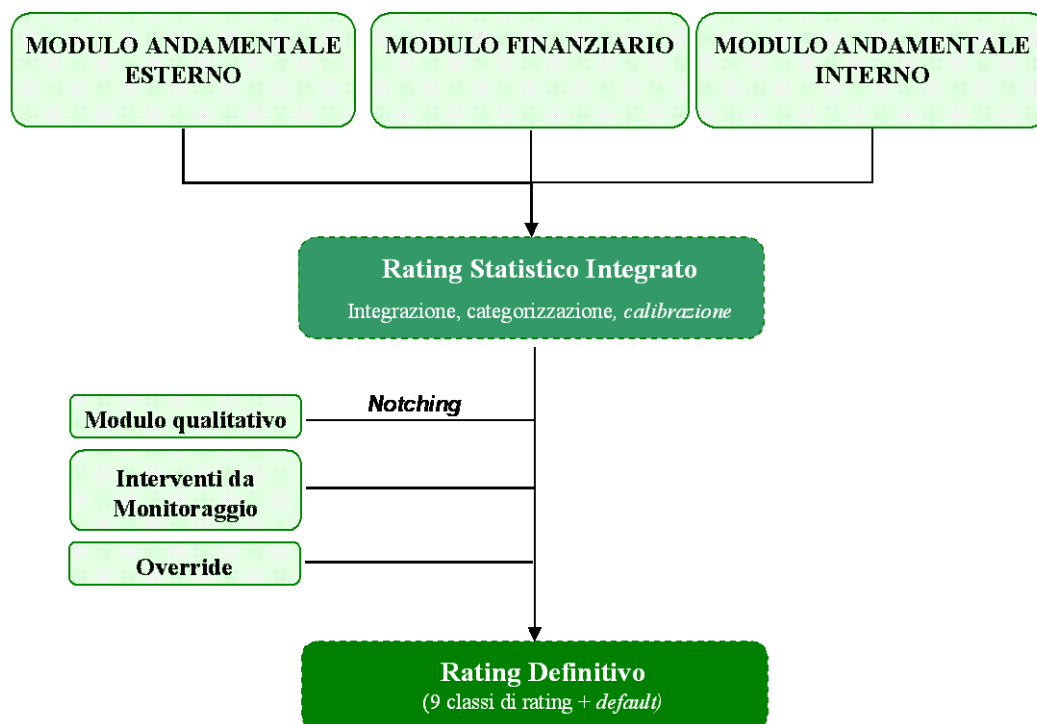 MODULO ANDAMENTALE
ESTERNO
MODULO FINANZIARIO
MODULO ANDAMENTALE
INTERNO
Rating Statistico Integrato
Integrazione, categorizzazione, calibrazione
Notching
Modulo qualitativo
Interventi da
Monitoraggio
Override
Rating Definitivo
(9 classi di rating + default)